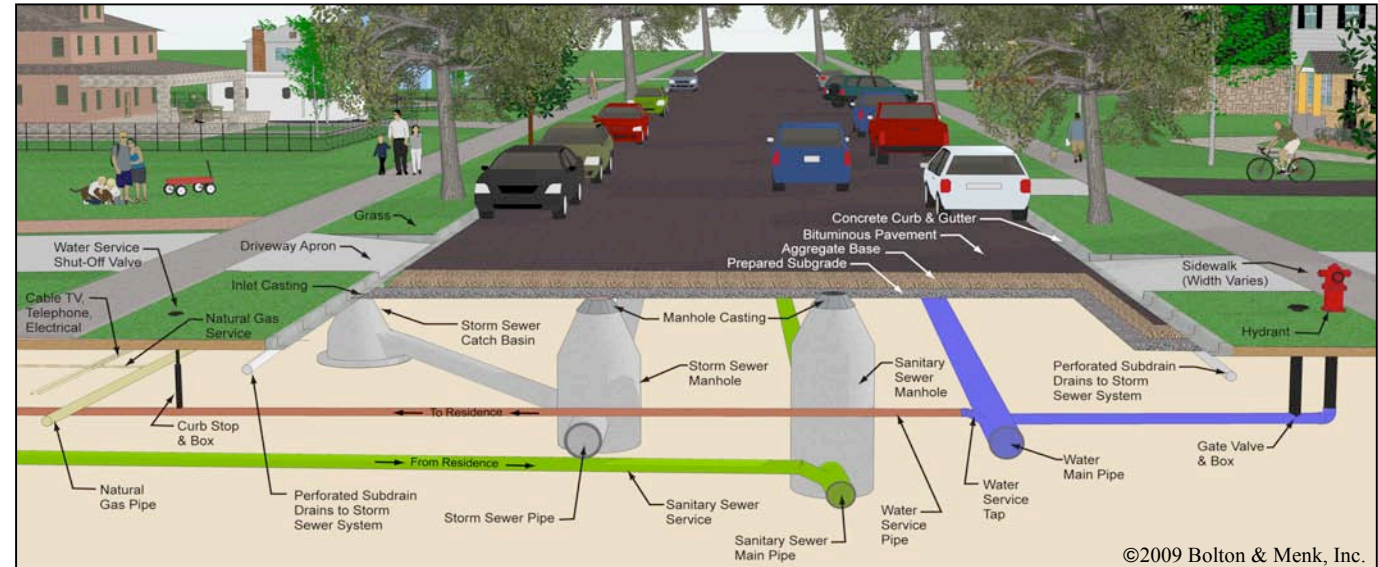 Grass
Driveway Apron
Water Service
Shut-Off Valve
Inlet Casting
Cable TV,
Telephone,
Electrical
Natural Gas
Service
Concrete Curb & Gutter
Bituminous Pavement
Aggregate Base
Prepared Subgrade
Sidewalk
(Width Varies)
Hydrant
Storm Sewer
Catch Basin
Manhole Casting
Storm Sewer
Manhole
Sanitary
Sewer
Manhole
Perforated Subdrain
Drains to Storm
Sewer System
To Residence
Curb Stop
& Box
From Residence
Gate Valve
& Box
Water
Main Pipe
Natural
Gas Pipe
Perforated Subdrain
Drains to Storm
Sewer System
Storm Sewer Pipe
Sanitary Sewer
Service
Sanitary Sewer
Main Pipe
Water
Service
Pipe
Water
Service
Tap
©2009 Bolton & Menk, Inc.